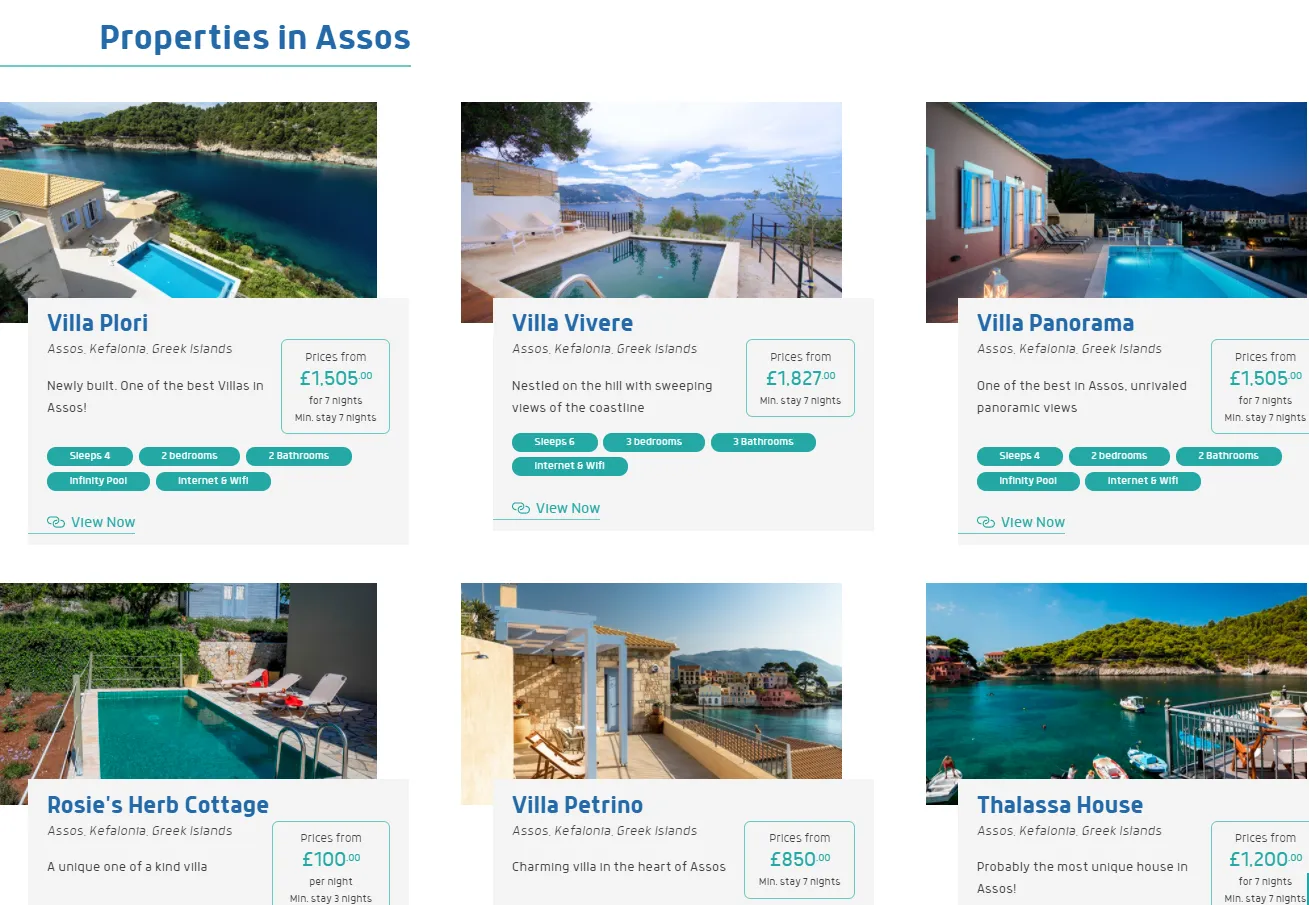 Properties in Assos
Villa Plori
Assos, Kefalonia, Greek Islands
Newly built. One of the best Villas in
Assos!
Prices from
£1,505.00
for 7 nights
Min. stay 7 nights
Sleeps 4
2 bedrooms
2 Bathrooms
Infinity Pool
Internet & Wifi
View Now
Villa Vivere
Assos, Kefalonia, Greek Islands
Nestled on the hill with sweeping
views of the coastline
Prices from
£1,827.00
Min. stay 7 nights
Sleeps 6
3 bedrooms
3 Bathrooms
Internet & Wifi
View Now
Villa Panorama
Assos, Kefalonia, Greek Islands
One of the best in Assos, unrivaled
panoramic views
Prices from
£1,505.00
for 7 nights
Min. stay 7 nights
Sleeps 4
2 bedrooms
2 Bathrooms
Infinity Pool
Internet & Wifi
View Now
Rosie's Herb Cottage
Assos, Kefalonia, Greek Islands
A unique one of a kind villa
Prices from
£100.00
per night
Min. stay 3 nights
Villa Petrino
Assos, Kefalonia, Greek Islands
Charming villa in the heart of Assos
Prices from
£850.00
Min. stay 7 nights
Thalassa House
Assos, Kefalonia, Greek Islands
Probably the most unique house in
Assos!
Prices from
£1,200.00
for 7 nights
Min. stay 7 nights